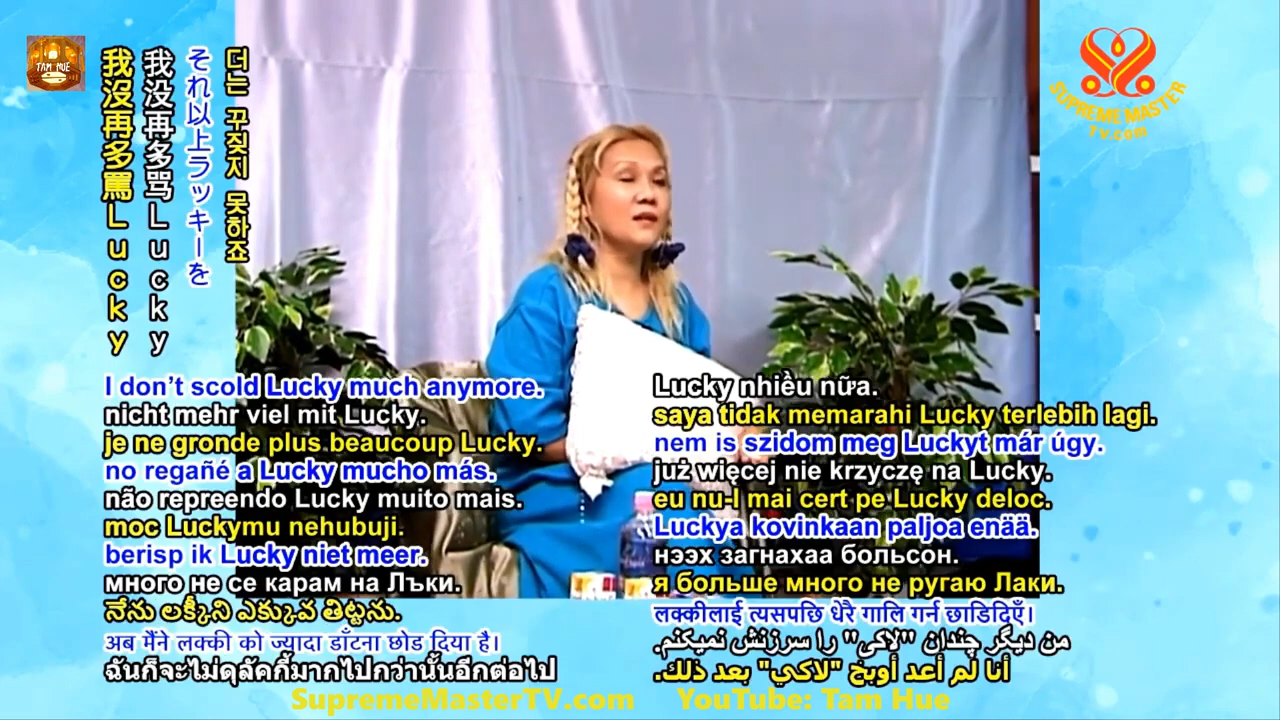 TAM HUE
我沒再多罵Lucky
我没再多骂Lucky
それ以上ラッキーを
더는 꾸짖지 못하죠
SUPREME MASTER
TV.com
I don’t scold Lucky much anymore.
nicht mehr viel mit Lucky.
je ne gronde plus beaucoup Lucky.
no regañé a Lucky mucho más.
não repreendo Lucky muito mais.
moc Luckymu nehubuji.
berisp ik Lucky niet meer.
много не се карам на Лъки.
నేను లక్కీని ఎక్కువ తిట్టను.
अब मैंने लक्की को ज्यादा डाँटना छोड दिया है।
ฉันก็จะไม่ดุลัคกี้มากไปกว่านั้นอีกต่อไป
Lucky nhiều nữa.
saya tidak memarahi Lucky terlebih lagi.
nem is szidom meg Luckyt már úgy.
już więcej nie krzyczę na Lucky.
eu nu-l mai cert pe Lucky deloc.
Luckya kovinkaan paljoa enää.
нээх загнахаа больсон.
я больше много не ругаю Лаки.
लक्कीलाई त्यसपछि धेरै गालि गर्न छाडिदिएँ।
من دیگر چندان "لاکی" را سرزنش نمیکنم.
أنا لم أعد أوبخ "لاكي" بعد ذلك.
SupremeMasterTV.com
YouTube: Tam Hue